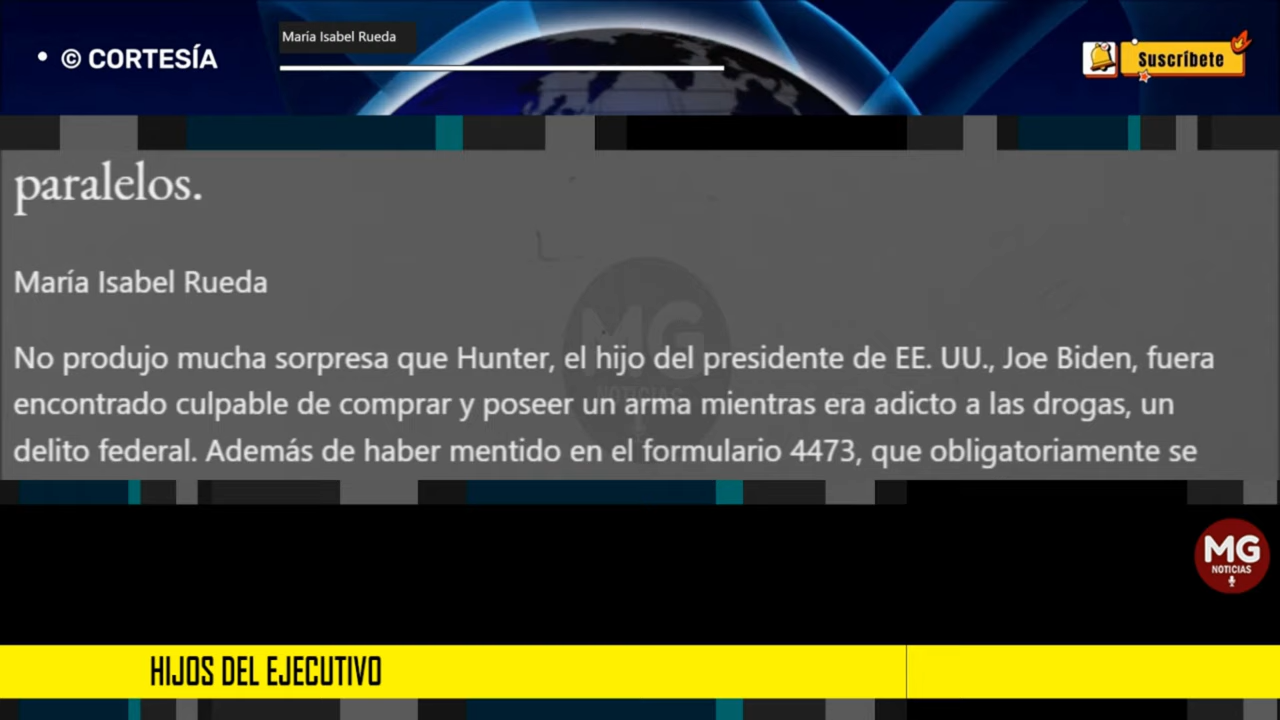 • © CORTESÍA
María Isabel Rueda
Suscríbete
paralelos.
María Isabel Rueda
No produjo mucha sorpresa que Hunter, el hijo del presidente de EE. UU., Joe Biden, fuera
encontrado culpable de comprar y poseer un arma mientras era adicto a las drogas, un
delito federal. Además de haber mentido en el formulario 4473, que obligatoriamente se
MG
NOTICIAS
MG
NOTICIAS
HIJOS DEL EJECUTIVO